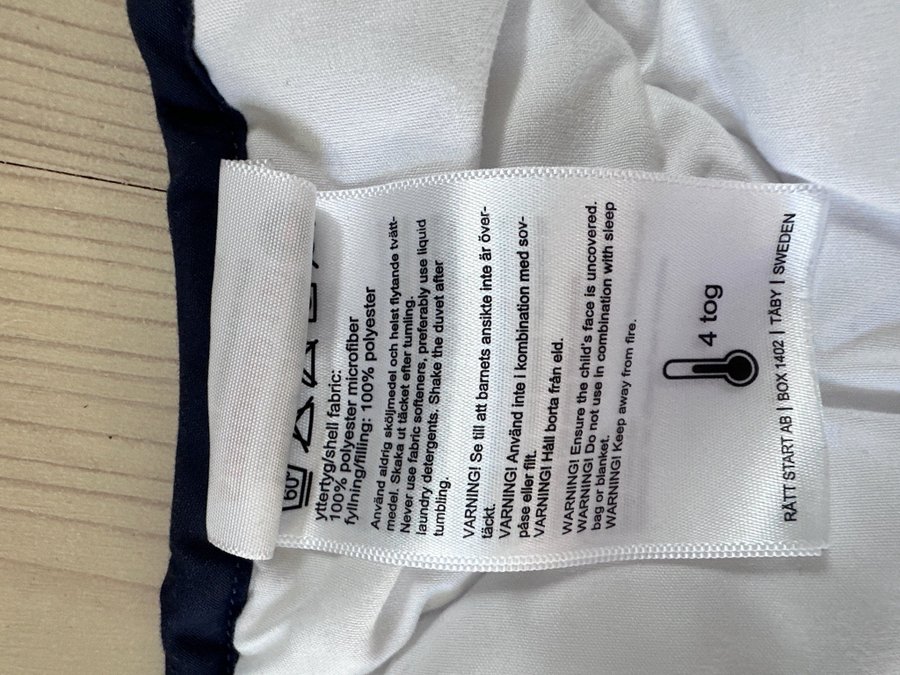 60°
yttertyg/shell fabric:
100% polyester microfiber
fyllning/filling: 100% polyester
Använd aldrig sköljmedel och helst flytande tvätt-
medel. Skaka ut täcket efter tumling.
Never use fabric softeners, preferably use liquid
laundry detergents. Shake the duvet after
tumbling.
VARNING! Se till att barnets ansikte inte är över-
täckt.
VARNING! Använd inte i kombination med sov-
påse eller filt.
VARNING! Håll borta från eld.
WARNING! Ensure the child's face is uncovered.
WARNING! Do not use in combination with sleep
bag or blanket.
WARNING! Keep away from fire.
4 tog
RÄTT START AB | BOX 1402 | TÄBY | SWEDEN